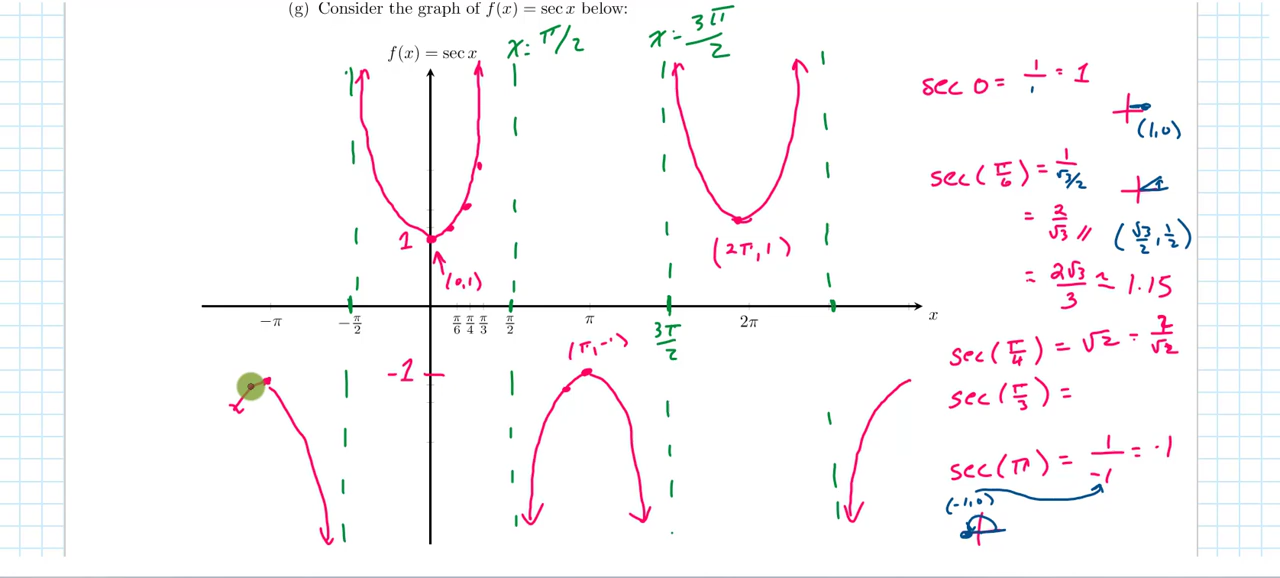 (g) Consider the graph of f(x) = sec x below:
f(x) = sec x
x = π/2
x = 3π/2
1
(0,1)
(2π, 1)
−π
−π/2
π/6 π/4 π/3 π/2
π
3π/2
2π
x
-1
(π, -1)
sec 0 = 1/1 = 1
(1,0)
sec(π/6) = 1/√3/2
= 2/√3 //
(√3/2, 1/2)
= 2√3/3 ≈ 1.15
sec(π/4) = √2 = 2/√2
sec(π/3) =
sec(π) = 1/-1 = -1
(-1,0)